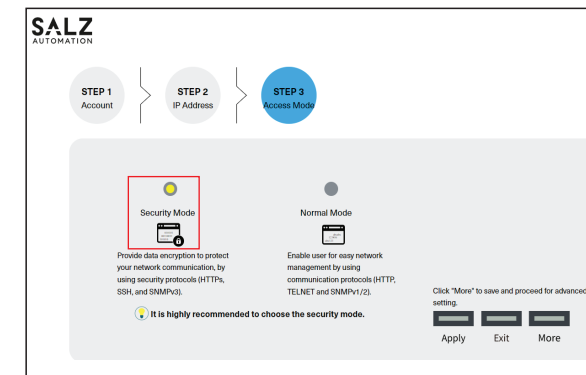 SALZ
AUTOMATION
STEP 1
Account
STEP 2
IP Address
STEP 3
Access Mode
Security Mode
Provide data encryption to protect
your network communication, by
using security protocols (HTTPs,
SSH, and SNMPv3).
Normal Mode
Enable user for easy network
management by using
communication protocols (HTTP,
TELNET and SNMPv1/2).
It is highly recommended to choose the security mode.
Click "More" to save and proceed for advanced
setting.
Apply Exit More